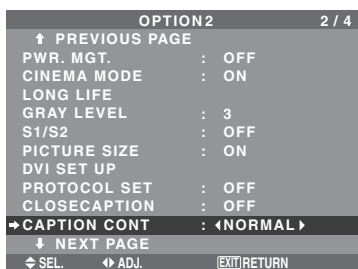 OPTION2 2 / 4
↑ PREVIOUS PAGE
PWR. MGT. : OFF
CINEMA MODE : ON
LONG LIFE
GRAY LEVEL : 3
S1/S2 : OFF
PICTURE SIZE : ON
DVI SET UP
PROTOCOL SET : OFF
CLOSECAPTION : OFF
→ CAPTION CONT : ◀NORMAL▶
↓ NEXT PAGE
SEL. ADJ. EXIT RETURN